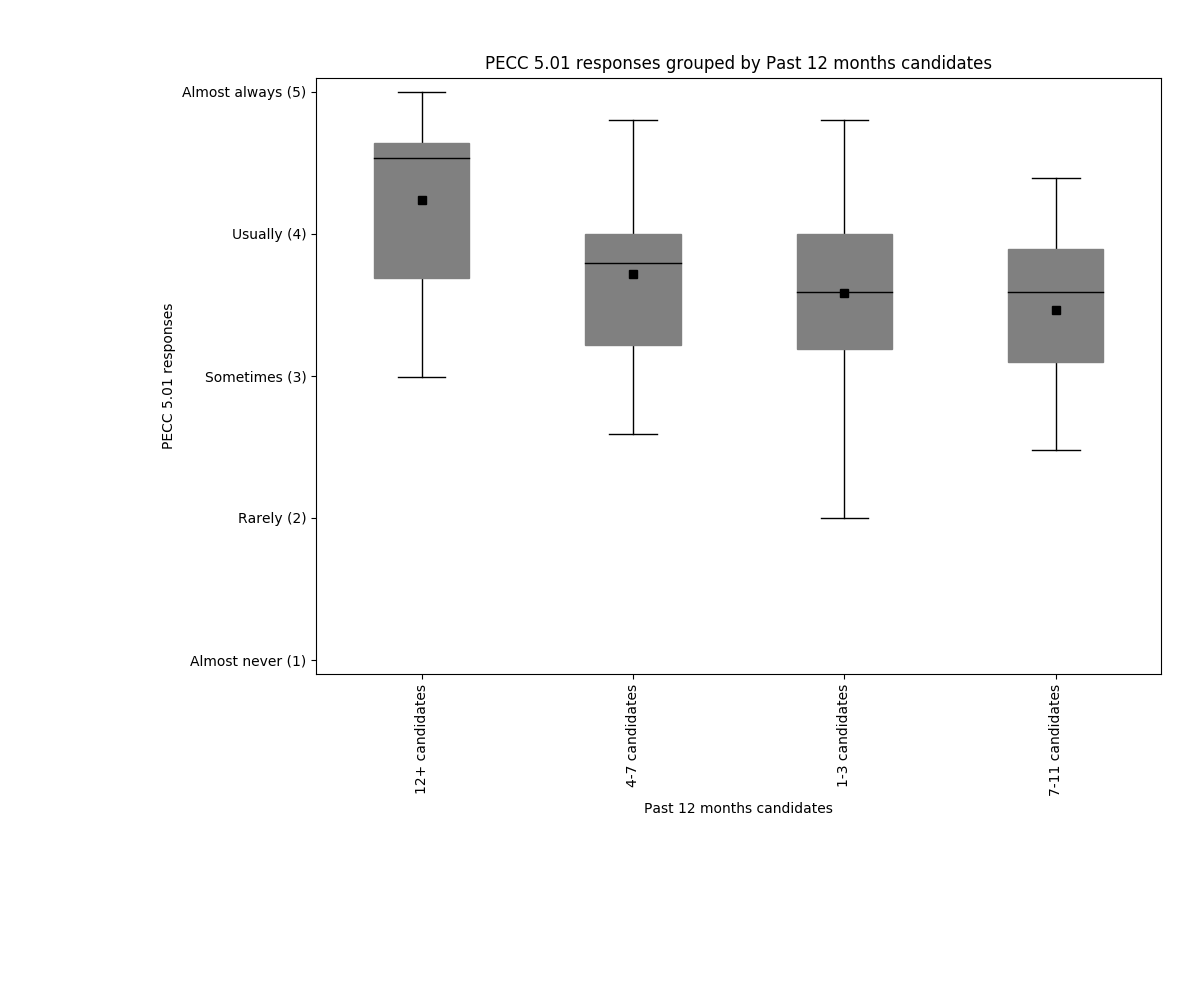 PECC 5.01 responses grouped by Past 12 months candidates
Almost always (5)
Usually (4)
Sometimes (3)
Rarely (2)
Almost never (1)
PECC 5.01 responses
12+ candidates
4-7 candidates
1-3 candidates
7-11 candidates
Past 12 months candidates